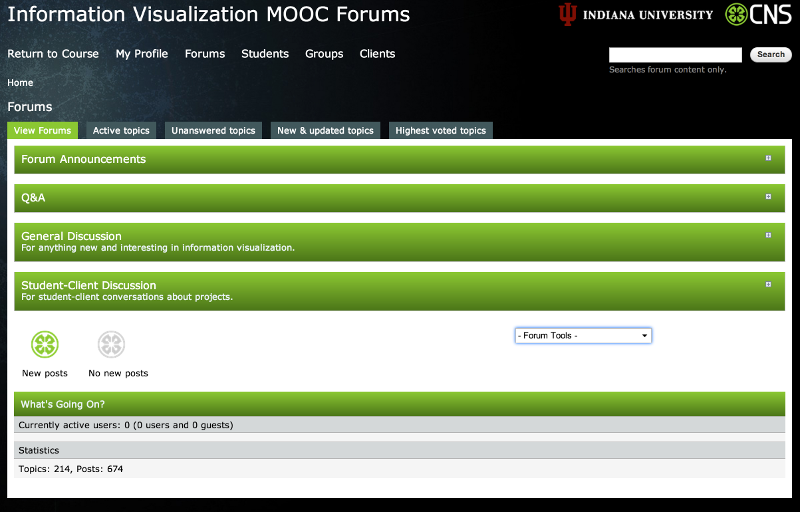 Information Visualization MOOC Forums
INDIANA UNIVERSITY
CNS
Return to Course My Profile Forums Students Groups Clients
Search
Searches forum content only.
Home
Forums
View Forums Active topics Unanswered topics New & updated topics Highest voted topics
Forum Announcements
Q&A
General Discussion
For anything new and interesting in information visualization.
Student-Client Discussion
For student-client conversations about projects.
- Forum Tools -
New posts No new posts
What's Going On?
Currently active users: 0 (0 users and 0 guests)
Statistics
Topics: 214, Posts: 674